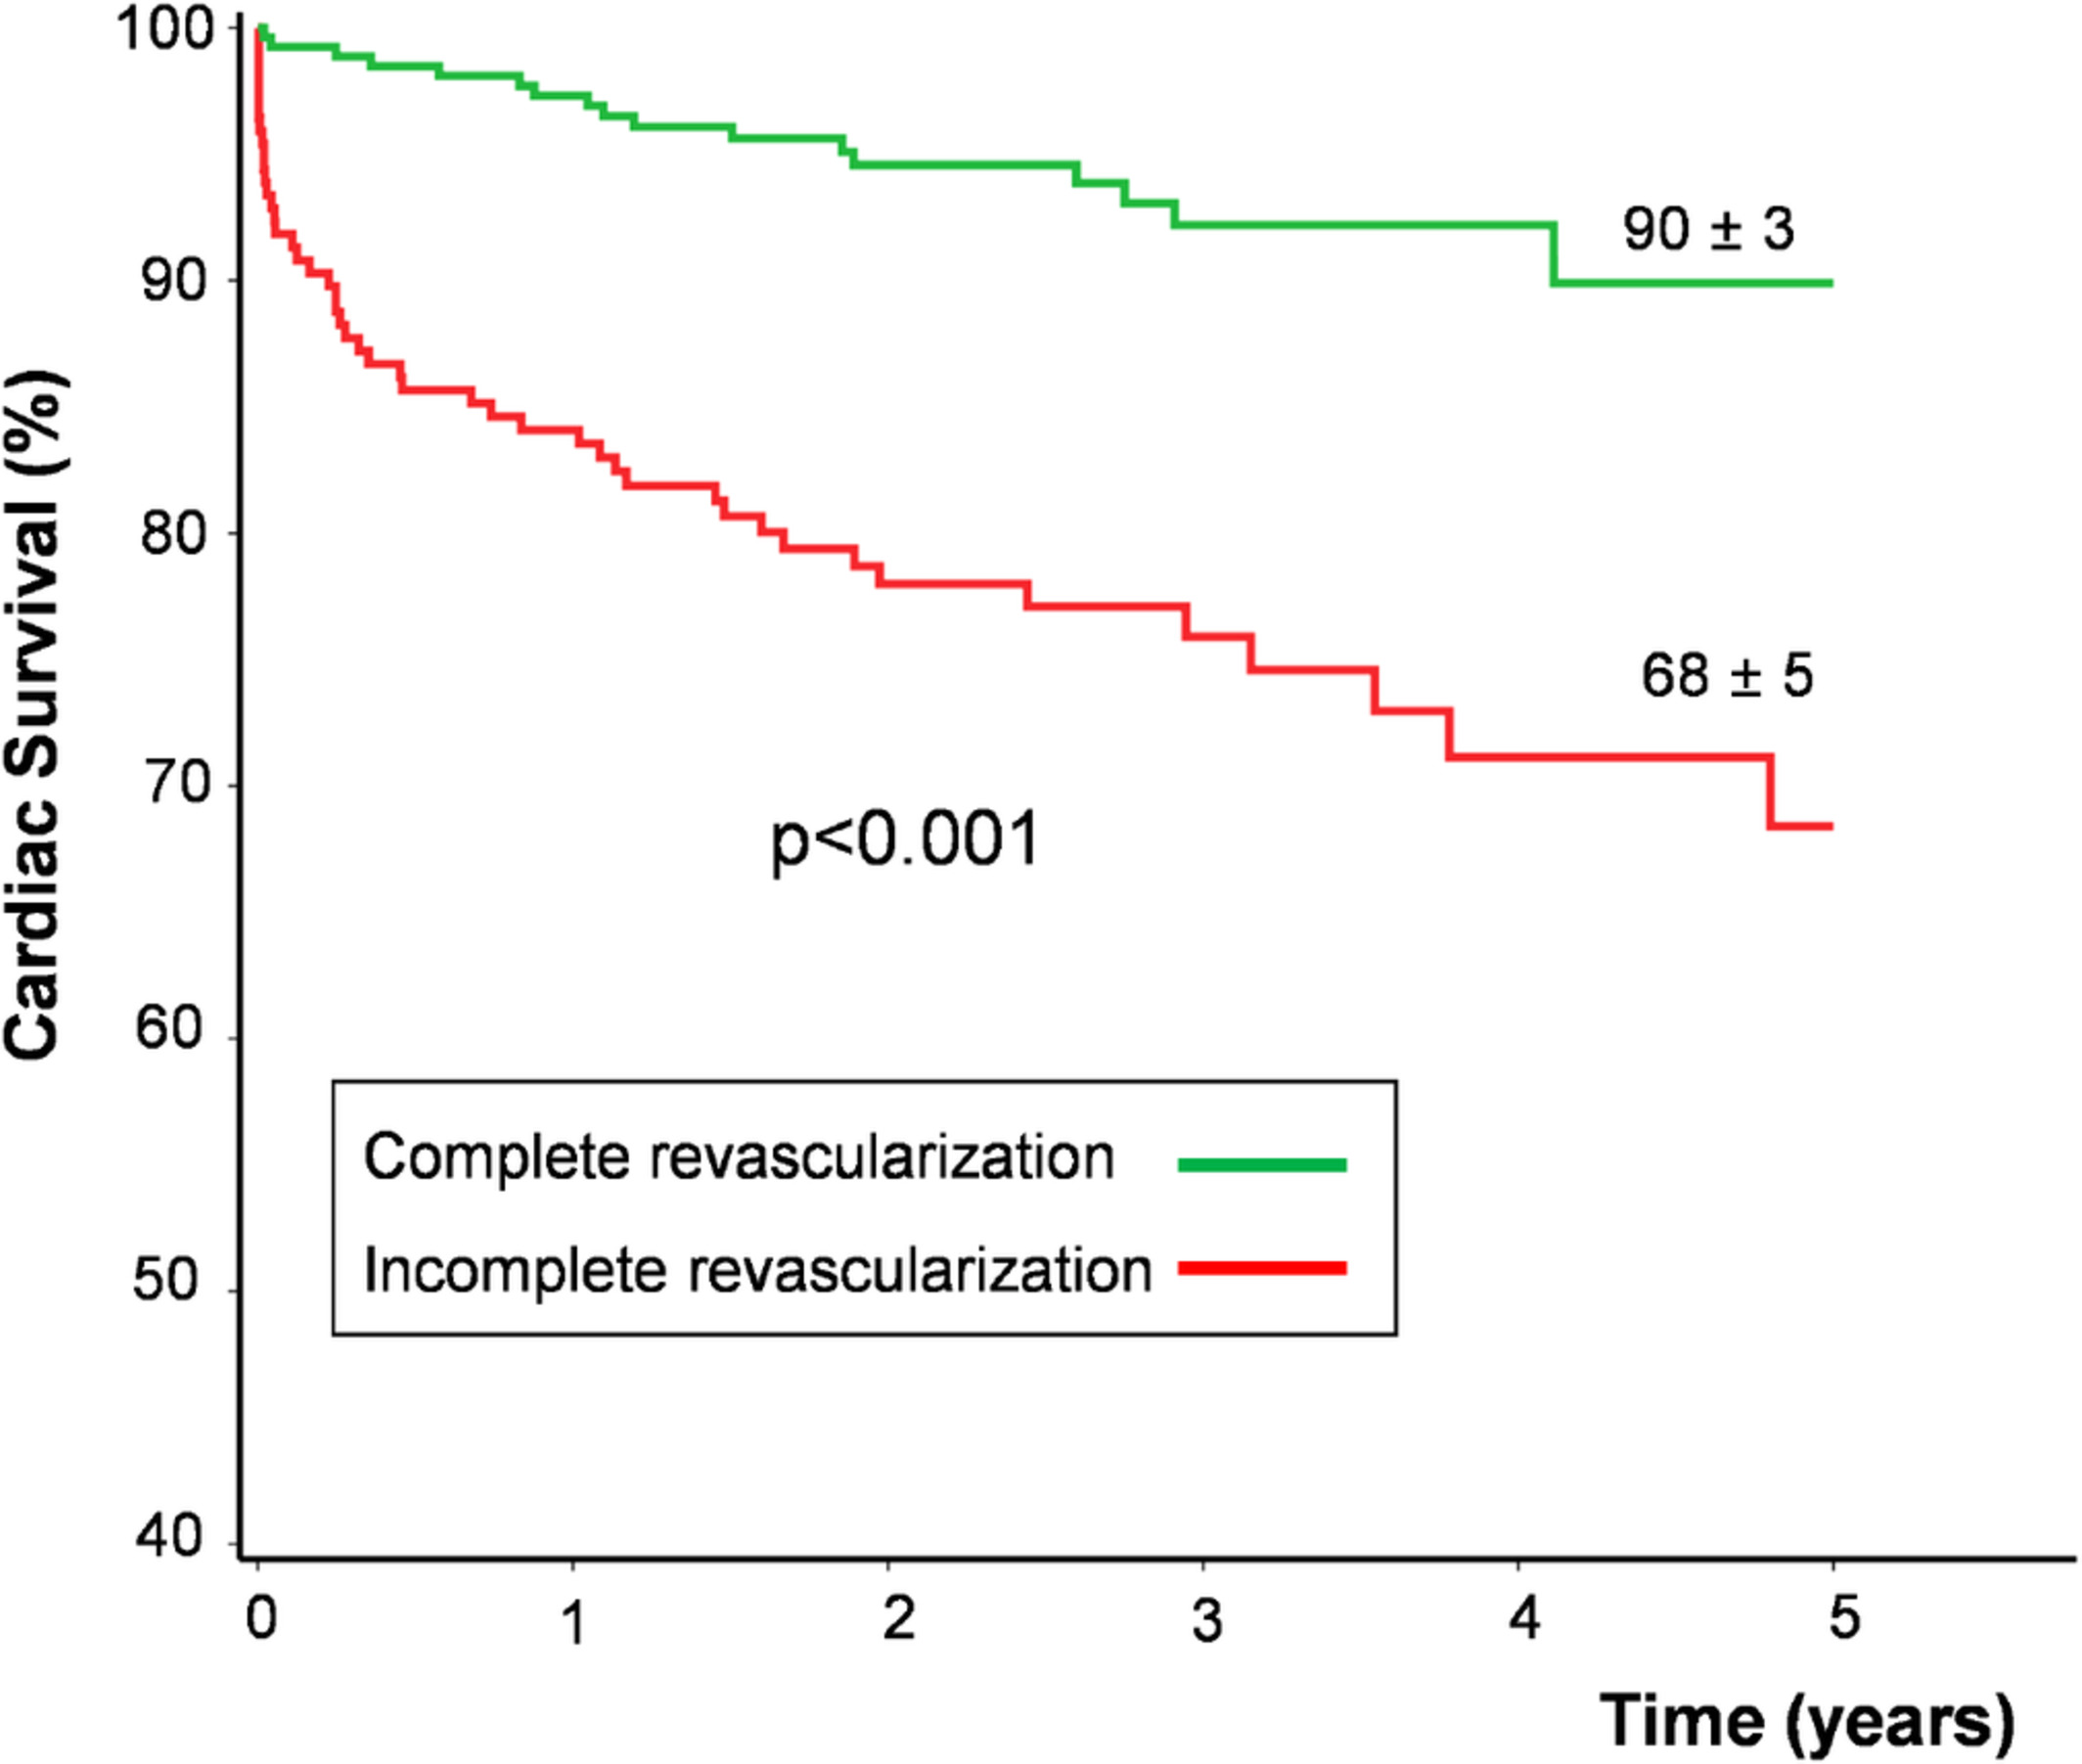 Cardiac Survival (%)
100
90
80
70
60
50
40
90 ± 3
68 ± 5
p<0.001
Complete revascularization
Incomplete revascularization
0 1 2 3 4 5
Time (years)